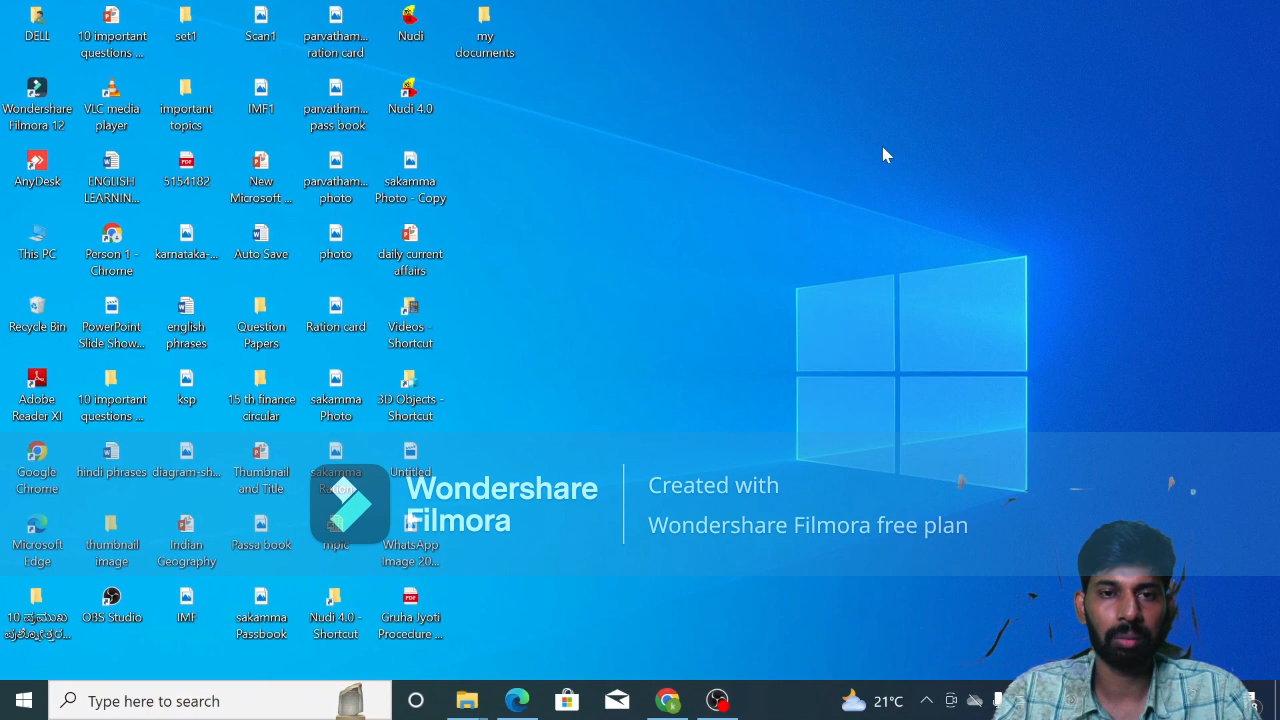 DELL
10 important
questions ...
set1
Scan1
parvatham...
ration card
Nudi
my
documents
Wondershare
Filmora 12
VLC media
player
important
topics
IMF1
parvatham...
pass book
Nudi 4.0
AnyDesk
ENGLISH
LEARNIN...
5154182
New
Microsoft ...
parvatham...
photo
sakamma
Photo - Copy
This PC
Person 1 -
Chrome
karnataka-...
Auto Save
photo
daily current
affairs
Recycle Bin
PowerPoint
Slide Show...
english
phrases
Question
Papers
Ration card
Videos -
Shortcut
Adobe
Reader XI
10 important
questions ...
ksp
15 th finance
circular
sakamma
Photo
3D Objects -
Shortcut
Google
Chrome
hindi phrases
diagram-sh...
Thumbnail
and Title
sakamma
Untitled
Wondershare
Filmora
Created with
Wondershare Filmora free plan
Microsoft
Edge
thumbnail
image
Indian
Geography
Passa book
mpic
WhatsApp
Image 20...
10 ಪ್ರಮುಖ
ಪ್ರಶ್ನೋತ್ತರ...
OBS Studio
IMF
sakamma
Passbook
Nudi 4.0 -
Shortcut
Gruha Jyoti
Procedure ...
Type here to search
21°C